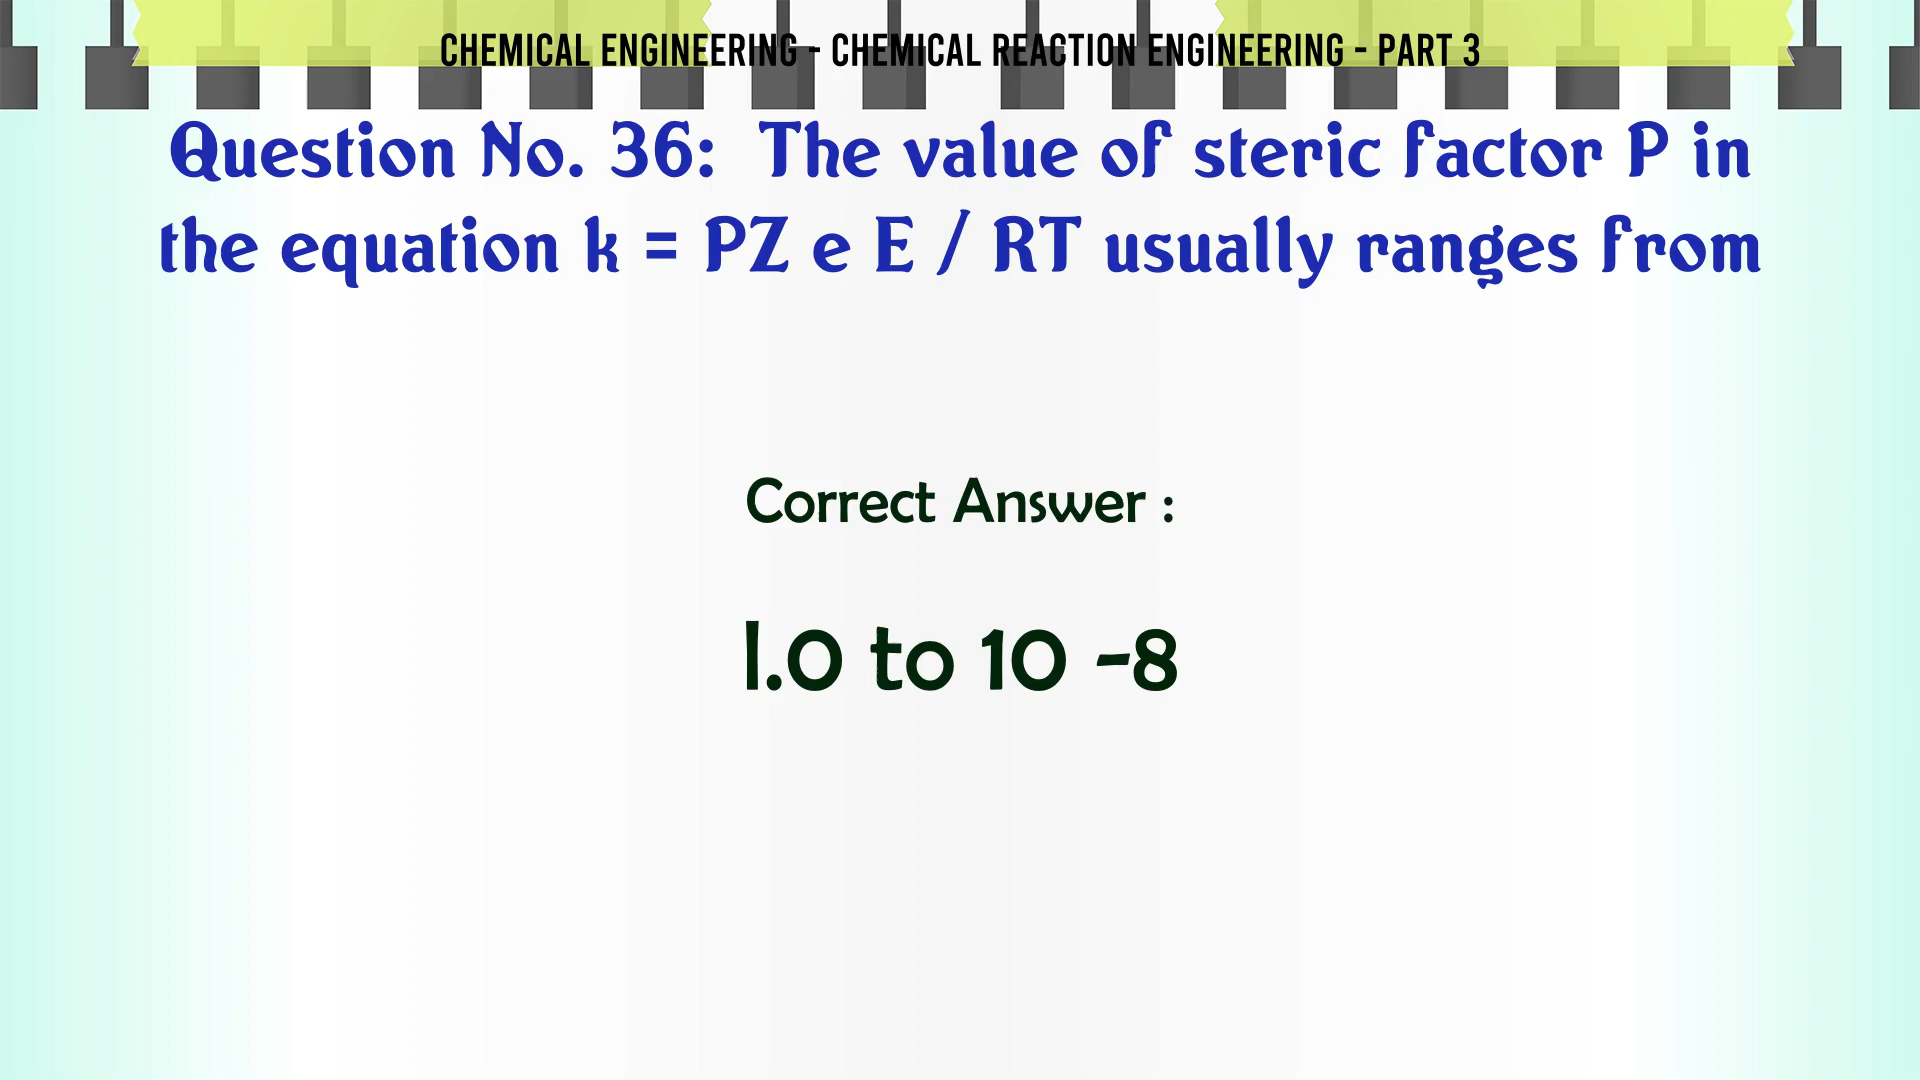 CHEMICAL ENGINEERING - CHEMICAL REACTION ENGINEERING - PART 3
Question No. 36: The value of steric factor P in
the equation k = PZ e E / RT usually ranges from
Correct Answer :
l.0 to 10 -8